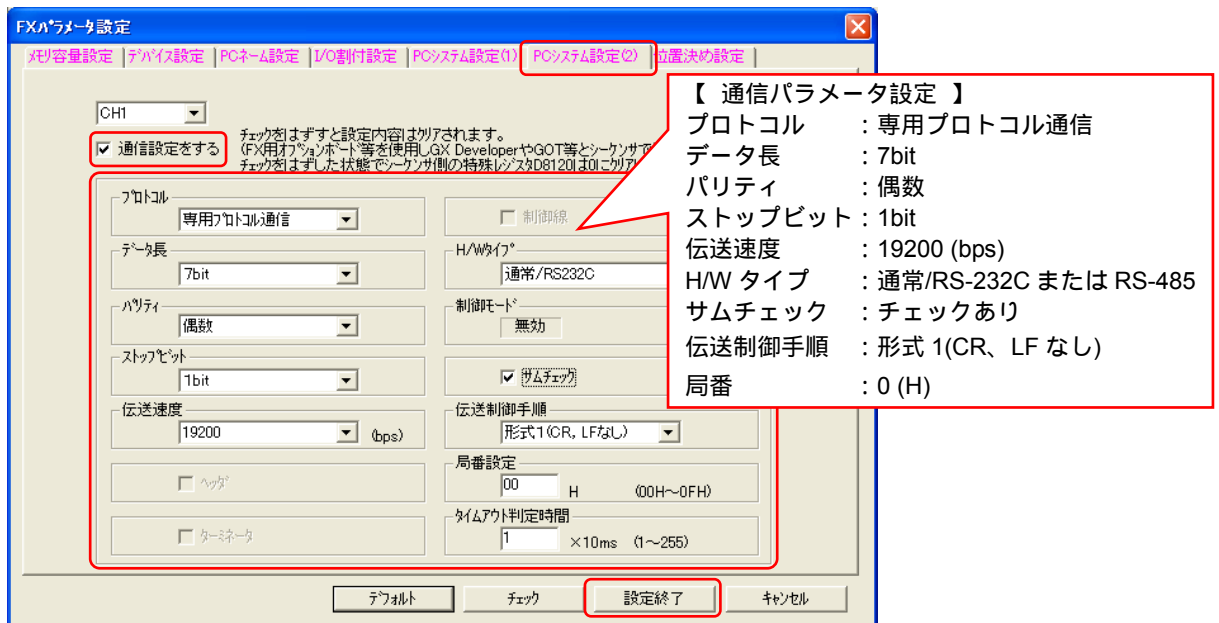 FXパラメータ設定
メモリ容量設定 デバイス設定 PCネーム設定 I/O割付設定 PCシステム設定(1) PCシステム設定(2) 位置決め設定
CH1
通信設定をする
チェックをはずすと設定内容はクリアされます。
(FX用オプションボード等を使用しGX DeveloperやGOT等とシーケンサで
チェックをはずした状態でシーケンサ側の特殊レジスタD8120は0にクリアし
プロトコル
専用プロトコル通信
制御線
データ長
7bit
H/Wタイプ
通常/RS232C
パリティ
偶数
制御モード
無効
ストップビット
1bit
サムチェック
伝送速度
19200 (bps)
伝送制御手順
形式1(CR, LFなし)
ヘッダ
局番設定
00 H (00H～0FH)
ターミネータ
タイムアウト判定時間
1 ×10ms (1～255)
デフォルト チェック 設定終了 キャンセル
【 通信パラメータ設定 】
プロトコル ：専用プロトコル通信
データ長 ：7bit
パリティ ：偶数
ストップビット：1bit
伝送速度 ：19200 (bps)
H/W タイプ ：通常/RS-232C または RS-485
サムチェック ：チェックあり
伝送制御手順 ：形式 1(CR、LF なし)
局番 ：0 (H)